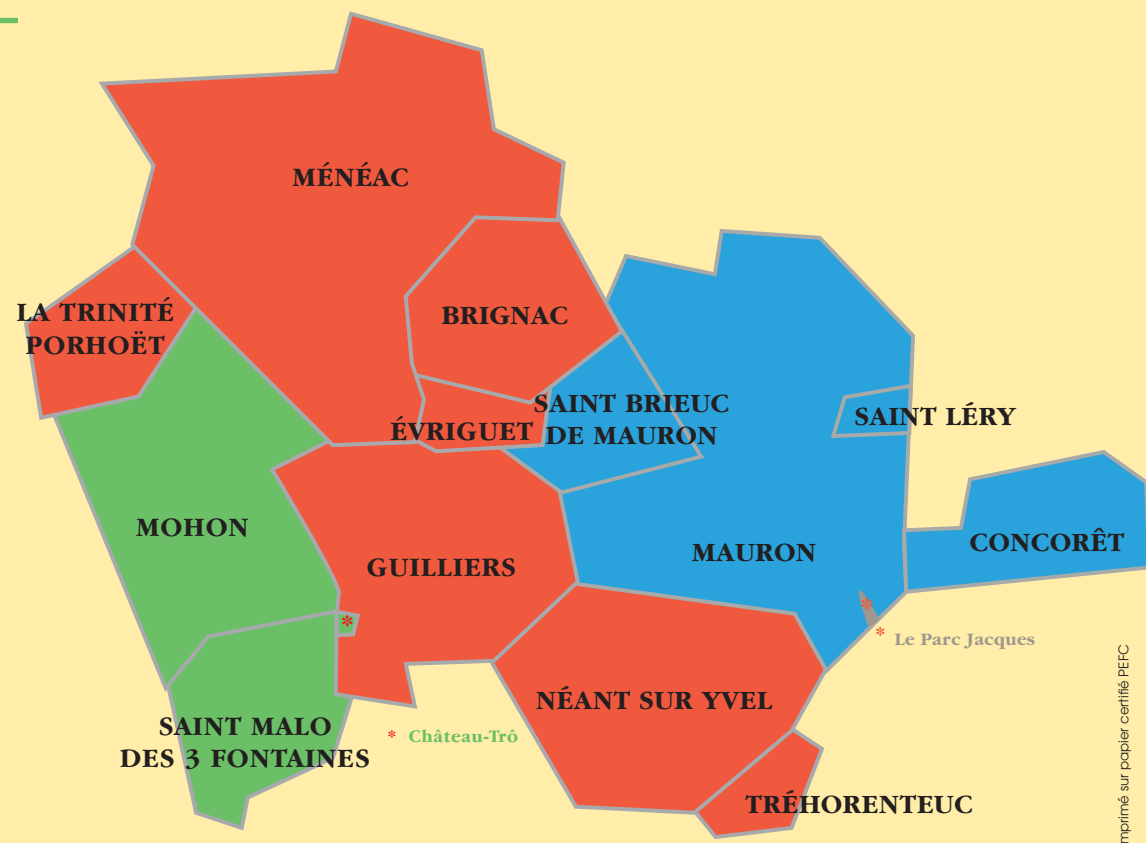 MÉNÉAC
LA TRINITÉ
PORHOËT
BRIGNAC
SAINT BRIEUC
DE MAURON
ÉVRIGUET
SAINT LÉRY
MOHON
GUILLIERS
MAURON
CONCORÊT
*
*
* Le Parc Jacques
NÉANT SUR YVEL
SAINT MALO
DES 3 FONTAINES
* Château-Trô
TRÉHORENTEUC
mprimé sur papier certifié PEFC